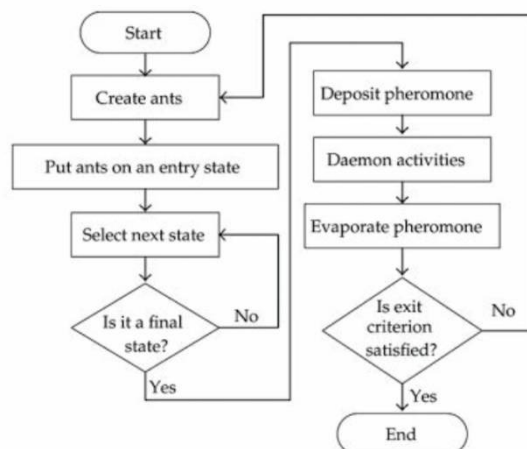 Start
Create ants
Put ants on an entry state
Select next state
Is it a final
state?
No
Yes
Deposit pheromone
Daemon activities
Evaporate pheromone
Is exit
criterion
satisfied?
No
Yes
End